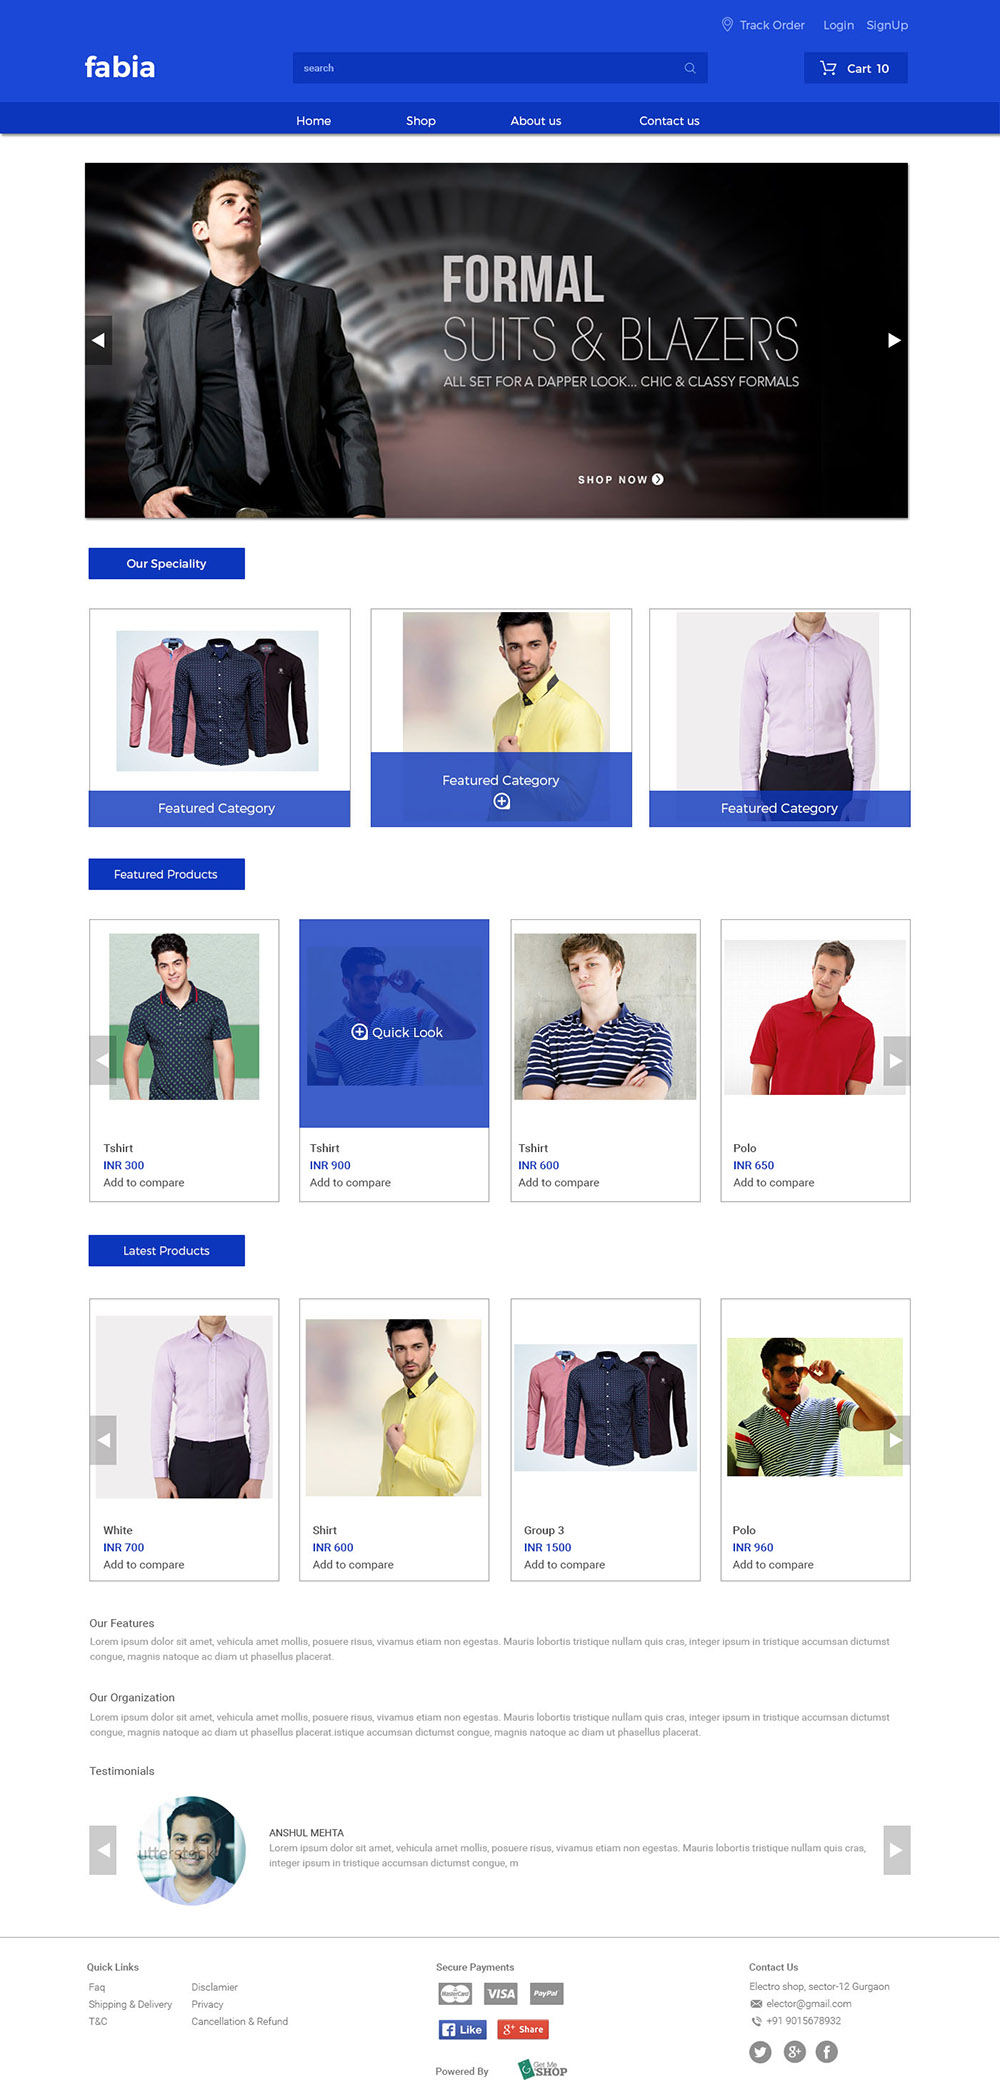 Track Order Login SignUp
fabia
search
Cart 10
Home Shop About us Contact us
FORMAL
SUITS & BLAZERS
ALL SET FOR A DAPPER LOOK... CHIC & CLASSY FORMALS
SHOP NOW
Our Speciality
Featured Category
Featured Category
Featured Category
Featured Products
Quick Look
Tshirt
INR 300
Add to compare
Tshirt
INR 900
Add to compare
Tshirt
INR 600
Add to compare
Polo
INR 650
Add to compare
Latest Products
White
INR 700
Add to compare
Shirt
INR 600
Add to compare
Group 3
INR 1500
Add to compare
Polo
INR 960
Add to compare
Our Features
Lorem ipsum dolor sit amet, vehicula amet mollis, posuere risus, vivamus etiam non egestas. Mauris lobortis tristique nullam quis cras, integer ipsum in tristique accumsan dictumst
congue, magnis natoque ac diam ut phasellus placerat.
Our Organization
Lorem ipsum dolor sit amet, vehicula amet mollis, posuere risus, vivamus etiam non egestas. Mauris lobortis tristique nullam quis cras, integer ipsum in tristique accumsan dictumst
congue, magnis natoque ac diam ut phasellus placerat.istique accumsan dictumst congue, magnis natoque ac diam ut phasellus placerat.
Testimonials
utterstock
ANSHUL MEHTA
Lorem ipsum dolor sit amet, vehicula amet mollis, posuere risus, vivamus etiam non egestas. Mauris lobortis tristique nullam quis cras,
integer ipsum in tristique accumsan dictumst congue, m
Quick Links
Faq
Shipping & Delivery
T&C
Disclamier
Privacy
Cancellation & Refund
Secure Payments
MasterCard VISA PayPal
f Like g+ Share
Powered By Get Me
SHOP
Contact Us
Electro shop, sector-12 Gurgaon
elector@gmail.com
+91 9015678932
g+ f